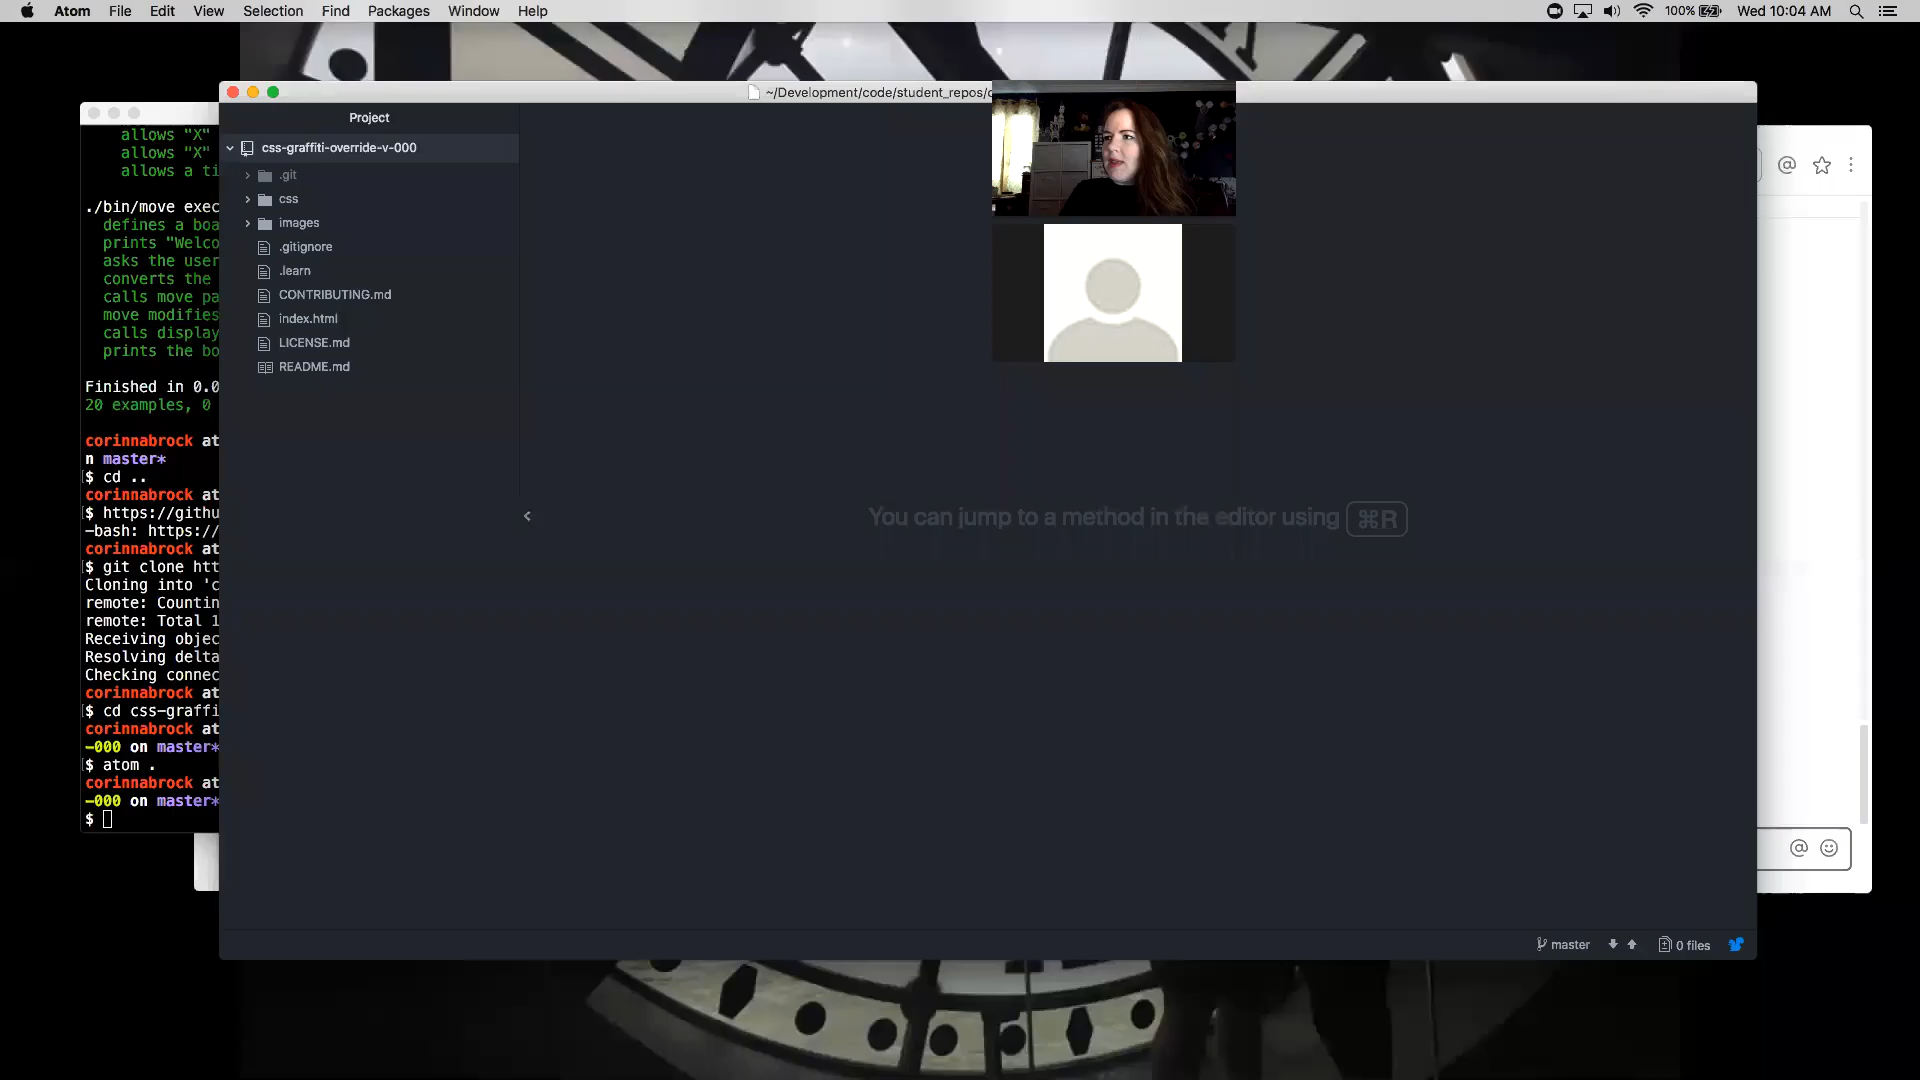 Atom File Edit View Selection Find Packages Window Help 100% Wed 10:04 AM
~/Development/code/student_repos/c
Project
css-graffiti-override-v-000
.git
css
images
.gitignore
.learn
CONTRIBUTING.md
index.html
LICENSE.md
README.md
You can jump to a method in the editor using ⌘R
master 0 files
allows "X"
allows "X"
allows a ti
./bin/move exec
defines a boa
prints "Welco
asks the user
converts the
calls move pa
move modifies
calls display
prints the bo
Finished in 0.0
20 examples, 0
corinnabrock at
n master*
$ cd ..
corinnabrock at
$ https://githu
-bash: https://
corinnabrock at
$ git clone htt
Cloning into 'c
remote: Countin
remote: Total 1
Receiving objec
Resolving delta
Checking connec
corinnabrock at
$ cd css-graffi
corinnabrock at
-000 on master*
$ atom .
corinnabrock at
-000 on master*
$